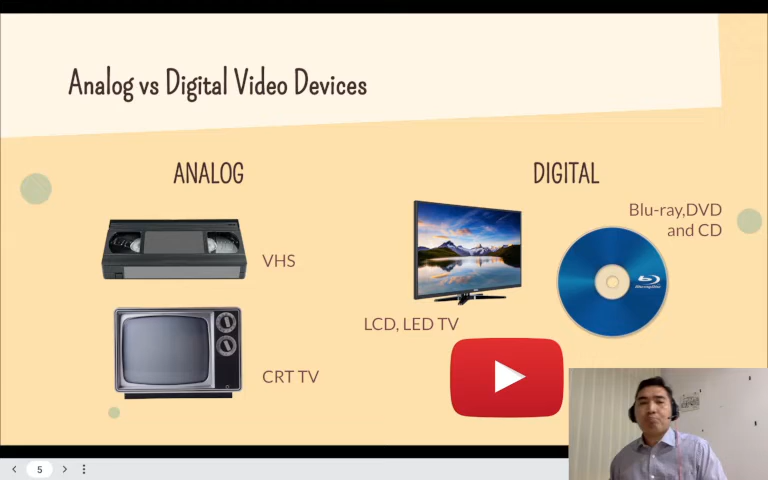 Analog vs Digital Video Devices
ANALOG
VHS
CRT TV
DIGITAL
Blu-ray,DVD
and CD
LCD, LED TV
5